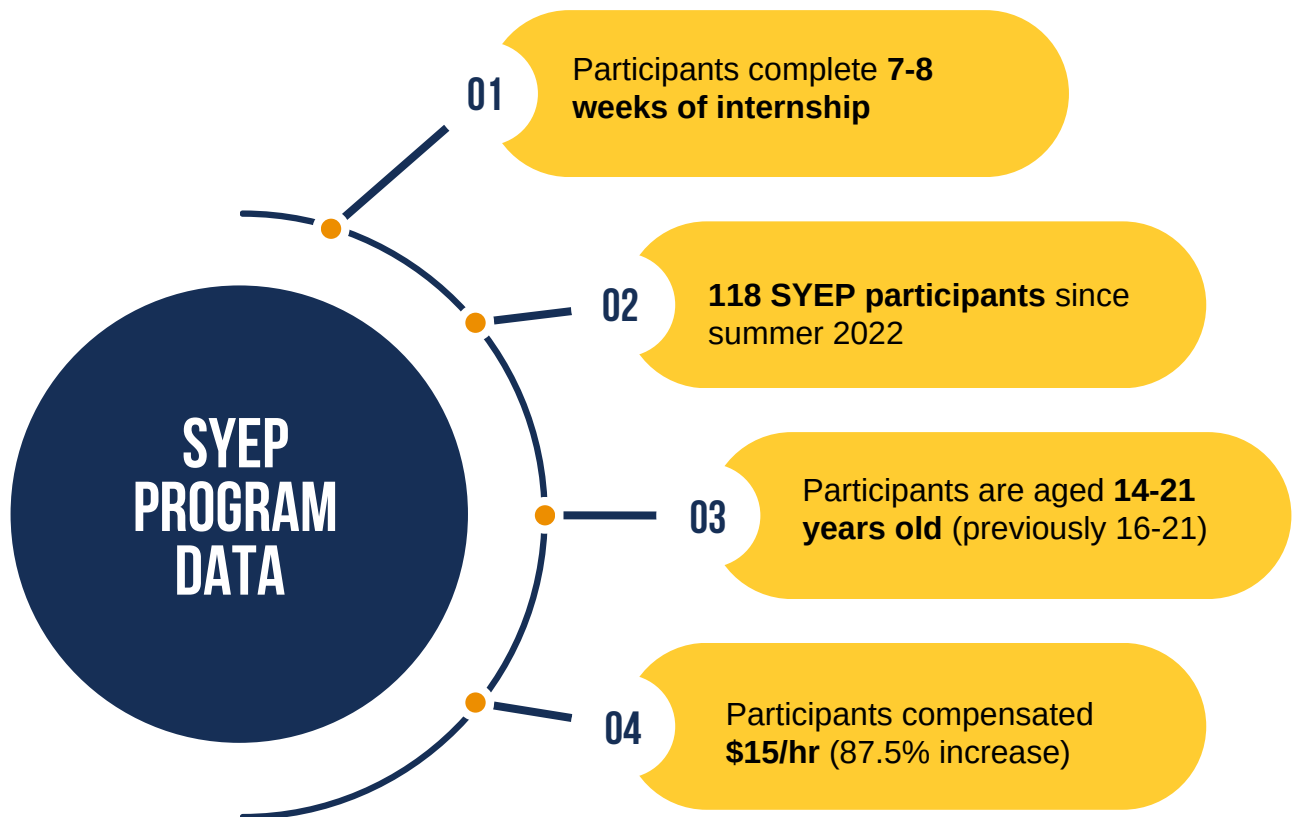 01
Participants complete 7-8
weeks of internship
02
118 SYEP participants since
summer 2022
SYEP
PROGRAM
DATA
03
Participants are aged 14-21
years old (previously 16-21)
04
Participants compensated
$15/hr (87.5% increase)